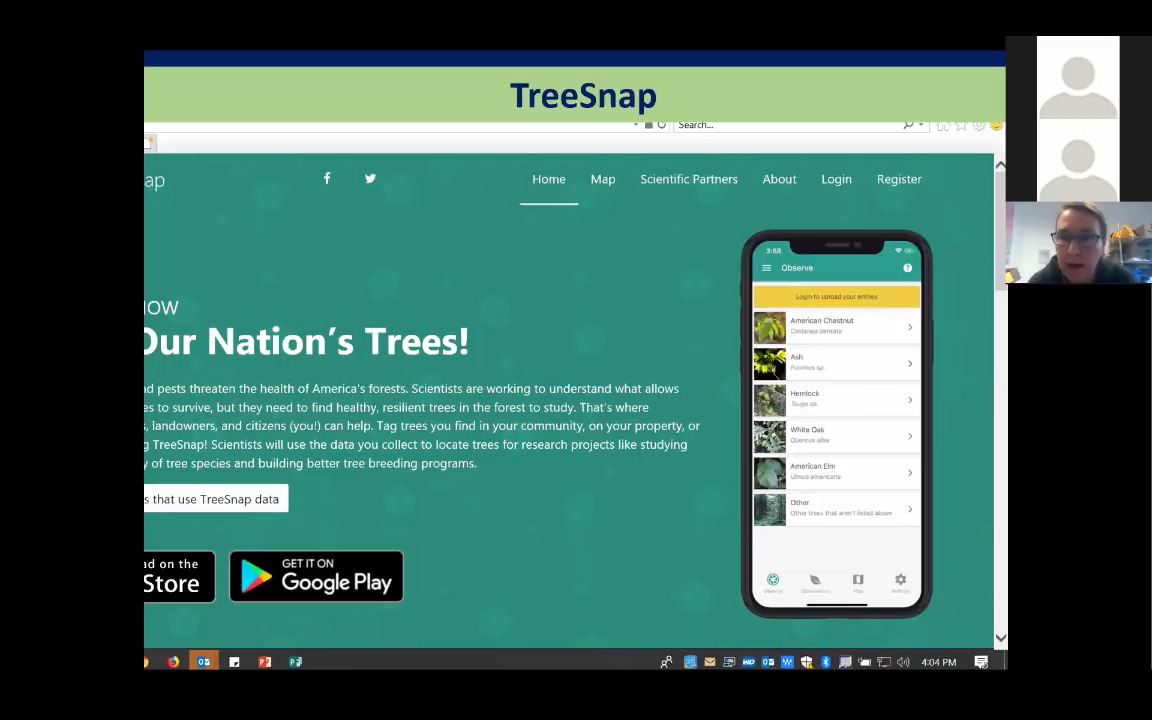 TreeSnap
Search...
ap
Home Map Scientific Partners About Login Register
OW
Our Nation's Trees!
d pests threaten the health of America's forests. Scientists are working to understand what allows
es to survive, but they need to find healthy, resilient trees in the forest to study. That's where
s, landowners, and citizens (you!) can help. Tag trees you find in your community, on your property, or
g TreeSnap! Scientists will use the data you collect to locate trees for research projects like studying
y of tree species and building better tree breeding programs.
s that use TreeSnap data
ad on the
Store
GET IT ON
Google Play
3:58
Observe
Login to upload your entries
American Chestnut
Castanea dentata
Ash
Fraxinus sp.
Hemlock
Tsuga sp.
White Oak
Quercus alba
American Elm
Ulmus americana
Other
Other trees that aren't listed above
Observe Observations Map Settings
4:04 PM